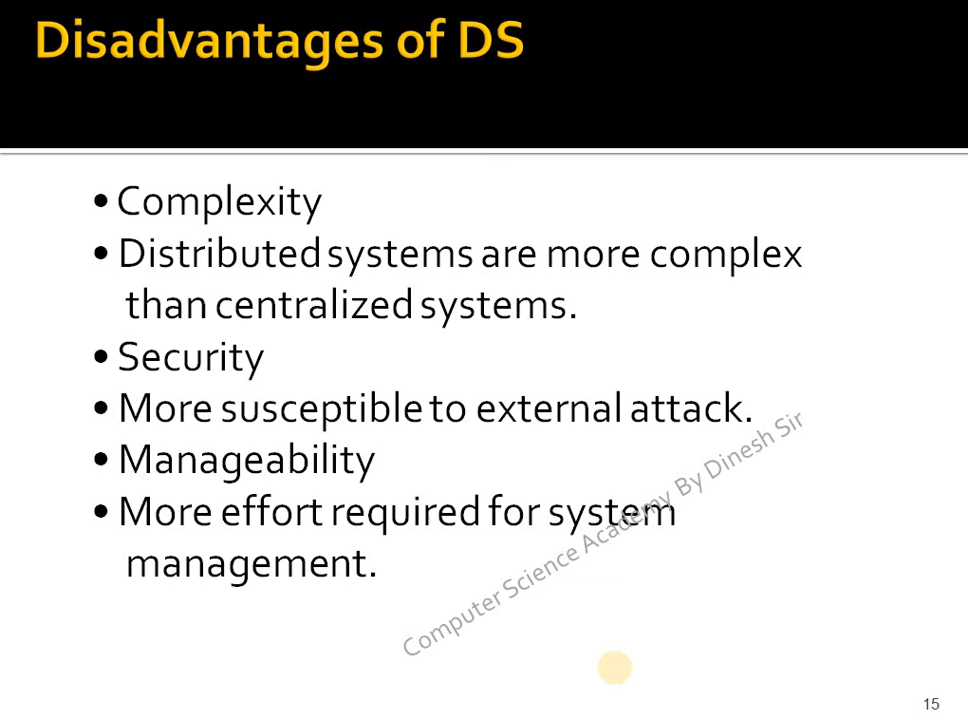 Disadvantages of DS
• Complexity
• Distributed systems are more complex
than centralized systems.
• Security
• More susceptible to external attack.
• Manageability
• More effort required for system
management.
Computer Science Academy By Dinesh Sir
15